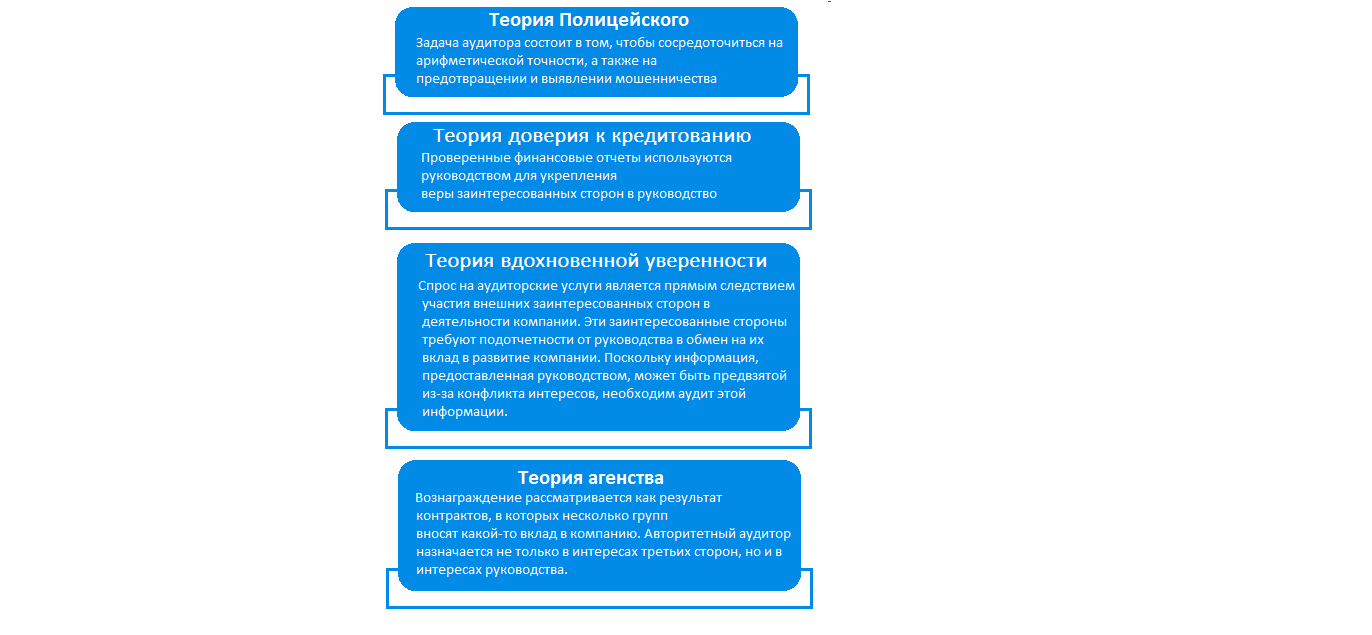 Теория Полицейского
Задача аудитора состоит в том, чтобы сосредоточиться на
арифметической точности, а также на
предотвращении и выявлении мошенничества
Теория доверия к кредитованию
Проверенные финансовые отчеты используются
руководством для укрепления
веры заинтересованных сторон в руководство
Теория вдохновенной уверенности
Спрос на аудиторские услуги является прямым следствием
участия внешних заинтересованных сторон в
деятельности компании. Эти заинтересованные стороны
требуют подотчетности от руководства в обмен на их
вклад в развитие компании. Поскольку информация,
предоставленная руководством, может быть предвзятой
из-за конфликта интересов, необходим аудит этой
информации.
Теория агенства
Вознаграждение рассматривается как результат
контрактов, в которых несколько групп
вносят какой-то вклад в компанию. Авторитетный аудитор
назначается не только в интересах третьих сторон, но и в
интересах руководства.